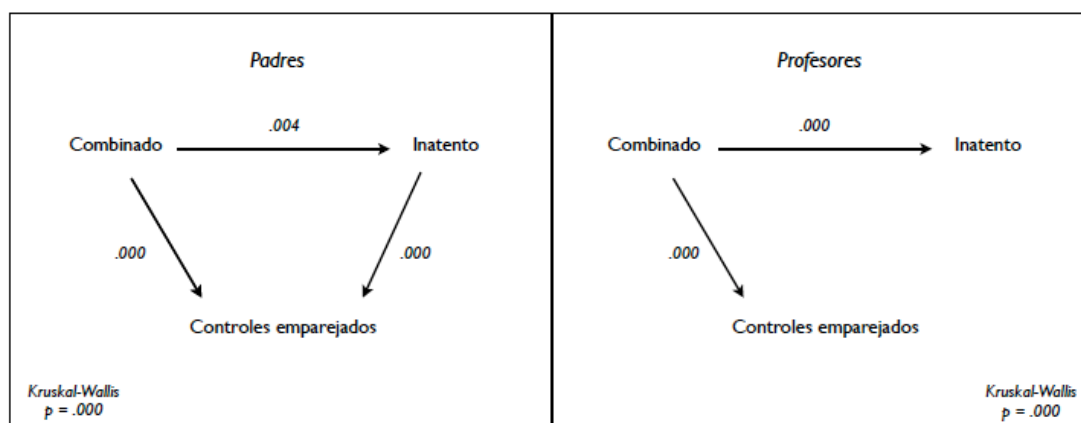 Padres
.004
Combinado
Inatento
.000
.000
Controles emparejados
Kruskal-Wallis
p = .000
Profesores
.000
Combinado
Inatento
.000
Controles emparejados
Kruskal-Wallis
p = .000